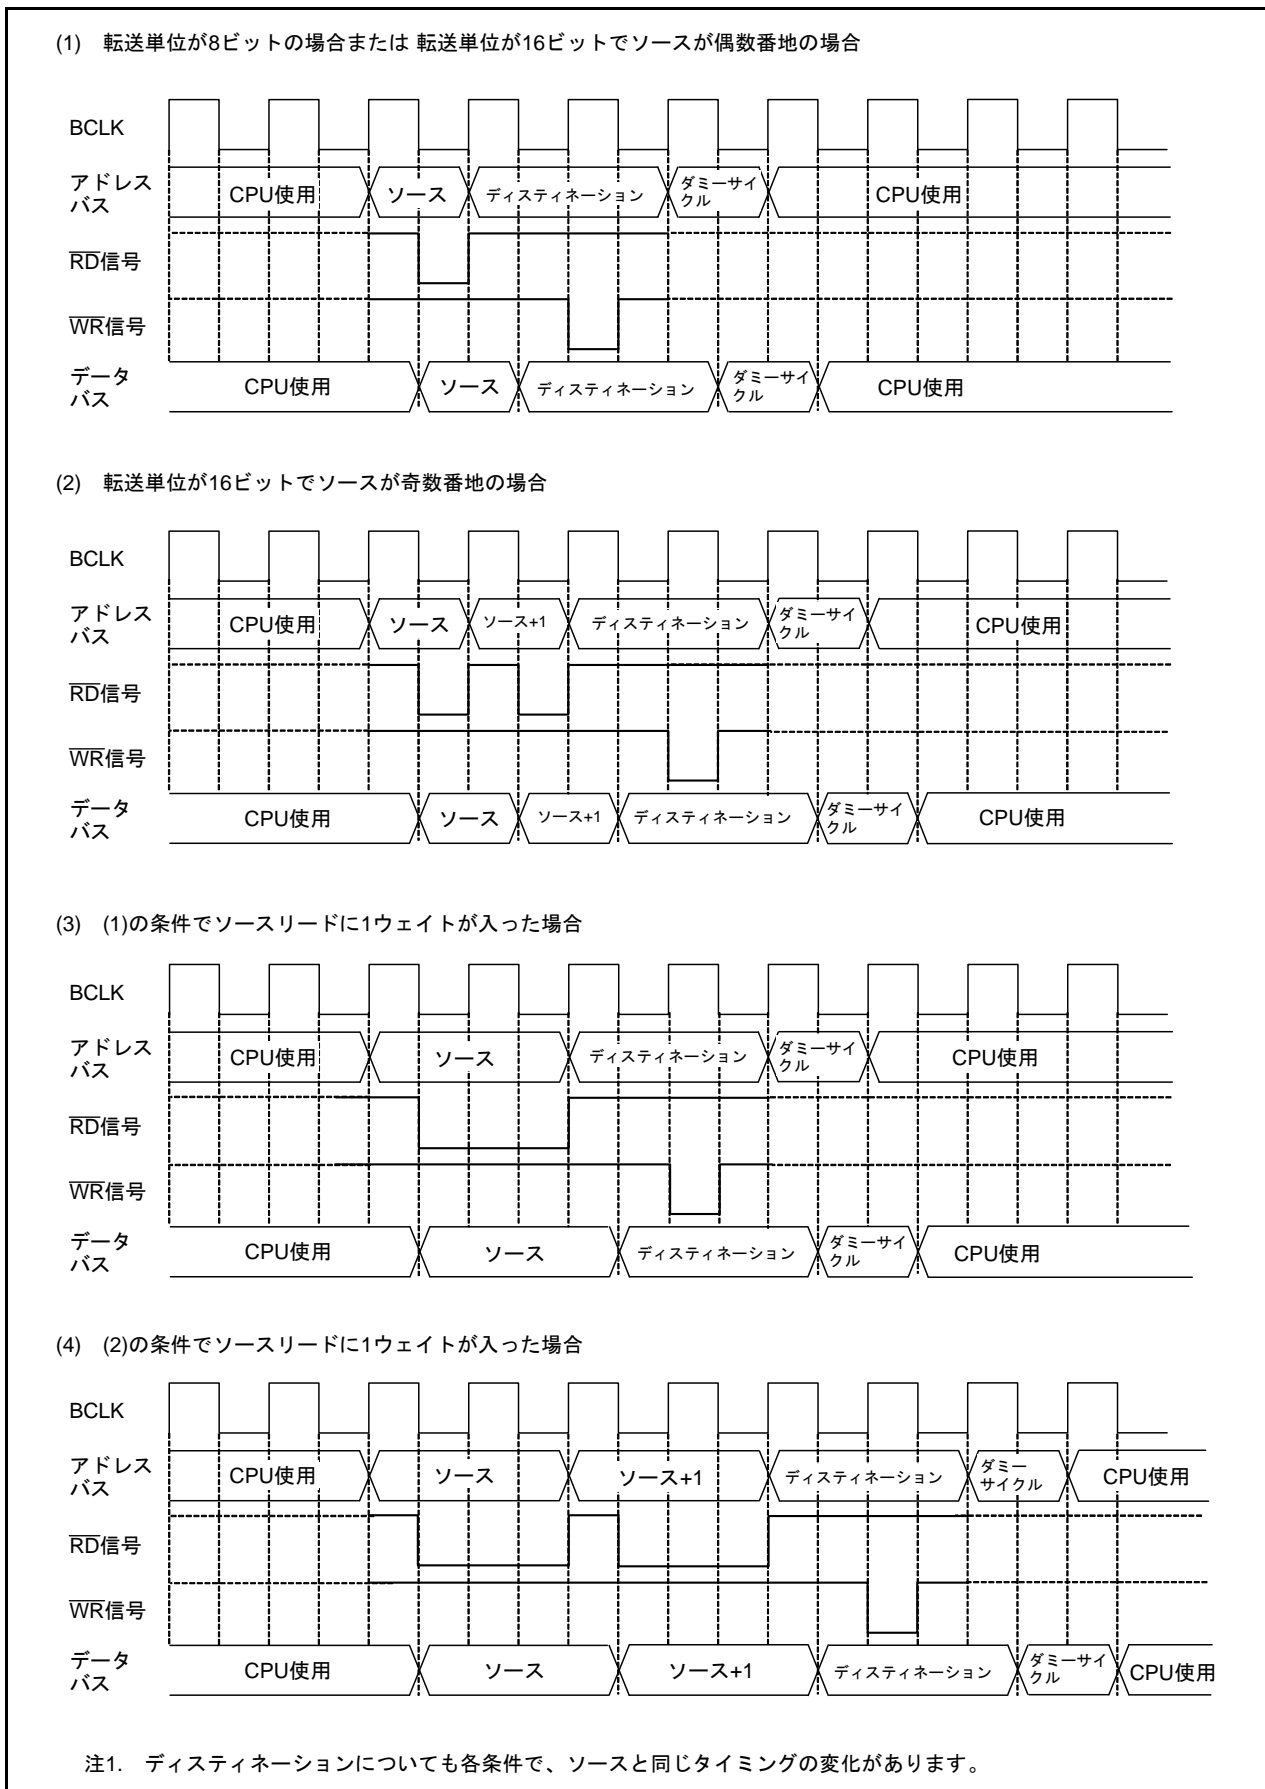 (1) 転送単位が8ビットの場合または 転送単位が16ビットでソースが偶数番地の場合
BCLK
アドレス
バス
CPU使用
ソース
ディスティネーション
ダミーサイ
クル
CPU使用
RD信号
WR信号
データ
バス
CPU使用
ソース
ディスティネーション
ダミーサイ
クル
CPU使用
(2) 転送単位が16ビットでソースが奇数番地の場合
BCLK
アドレス
バス
CPU使用
ソース
ソース+1
ディスティネーション
ダミーサイ
クル
CPU使用
RD信号
WR信号
データ
バス
CPU使用
ソース
ソース+1
ディスティネーション
ダミーサイ
クル
CPU使用
(3) (1)の条件でソースリードに1ウェイトが入った場合
BCLK
アドレス
バス
CPU使用
ソース
ディスティネーション
ダミーサイ
クル
CPU使用
RD信号
WR信号
データ
バス
CPU使用
ソース
ディスティネーション
ダミーサイ
クル
CPU使用
(4) (2)の条件でソースリードに1ウェイトが入った場合
BCLK
アドレス
バス
CPU使用
ソース
ソース+1
ディスティネーション
ダミー
サイクル
CPU使用
RD信号
WR信号
データ
バス
CPU使用
ソース
ソース+1
ディスティネーション
ダミーサイ
クル
CPU使用
注1. ディスティネーションについても各条件で、ソースと同じタイミングの変化があります。